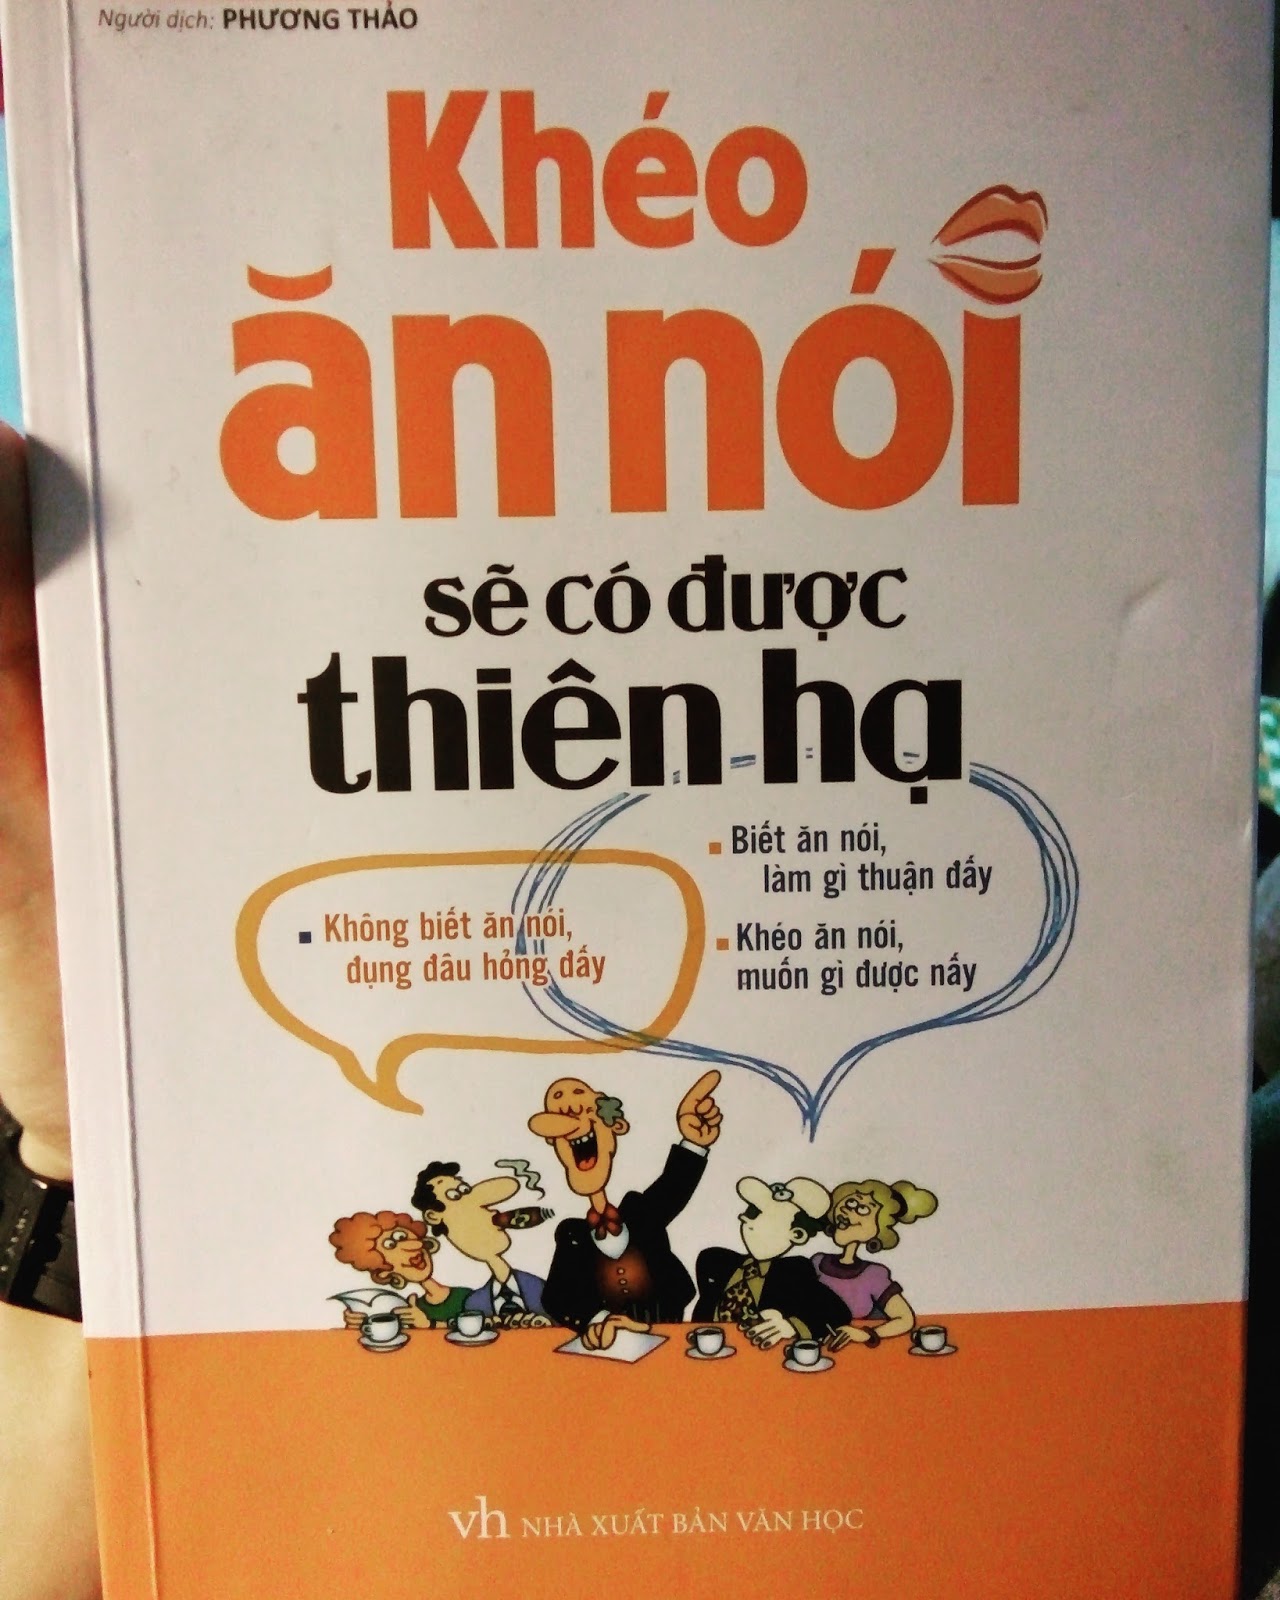 Người dịch: PHƯƠNG THẢO
Khéo
ăn nói
sẽ có được
thiên hạ
▪ Biết ăn nói,
làm gì thuận đấy
▪ Không biết ăn nói,
đụng đâu hỏng đấy
▪ Khéo ăn nói,
muốn gì được nấy
vh NHÀ XUẤT BẢN VĂN HỌC